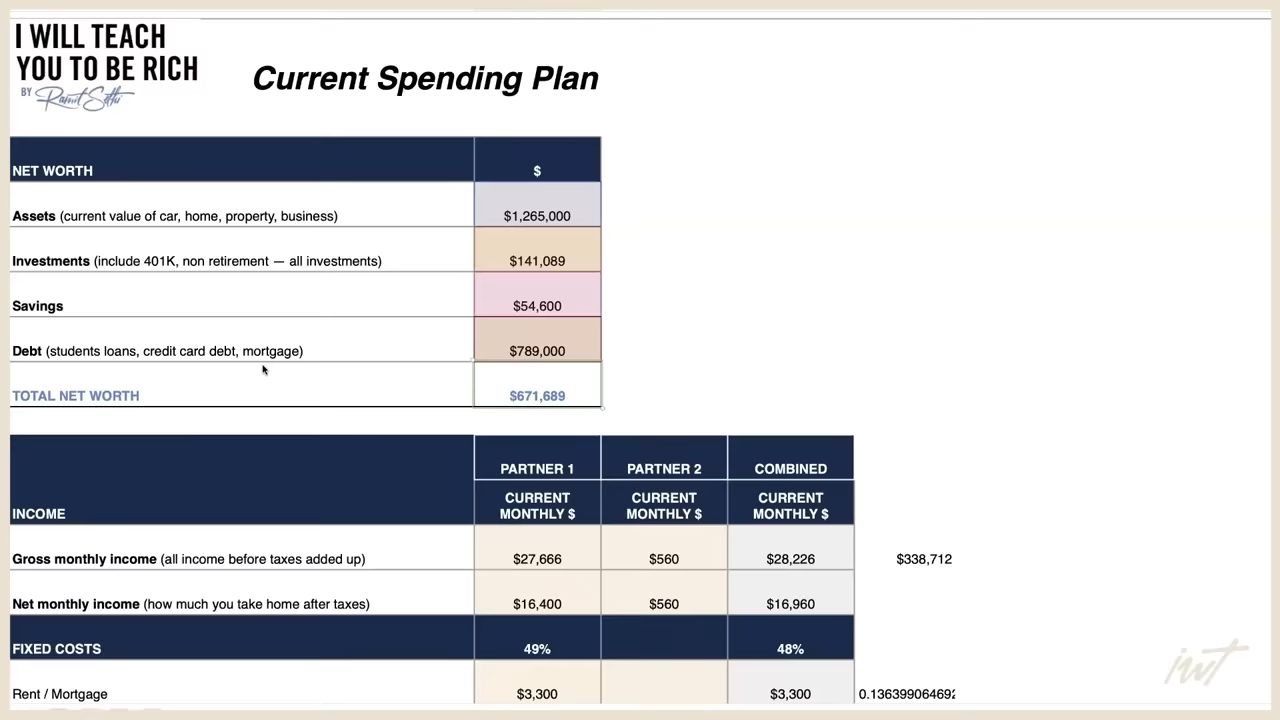 I WILL TEACH
YOU TO BE RICH
BY Ramit Sethi
Current Spending Plan
NET WORTH $
Assets (current value of car, home, property, business) $1,265,000
Investments (include 401K, non retirement — all investments) $141,089
Savings $54,600
Debt (students loans, credit card debt, mortgage) $789,000
TOTAL NET WORTH $671,689
PARTNER 1 PARTNER 2 COMBINED
INCOME CURRENT MONTHLY $ CURRENT MONTHLY $ CURRENT MONTHLY $
Gross monthly income (all income before taxes added up) $27,666 $560 $28,226 $338,712
Net monthly income (how much you take home after taxes) $16,400 $560 $16,960
FIXED COSTS 49% 48%
Rent / Mortgage $3,300 $3,300 0.1363990646
iwt